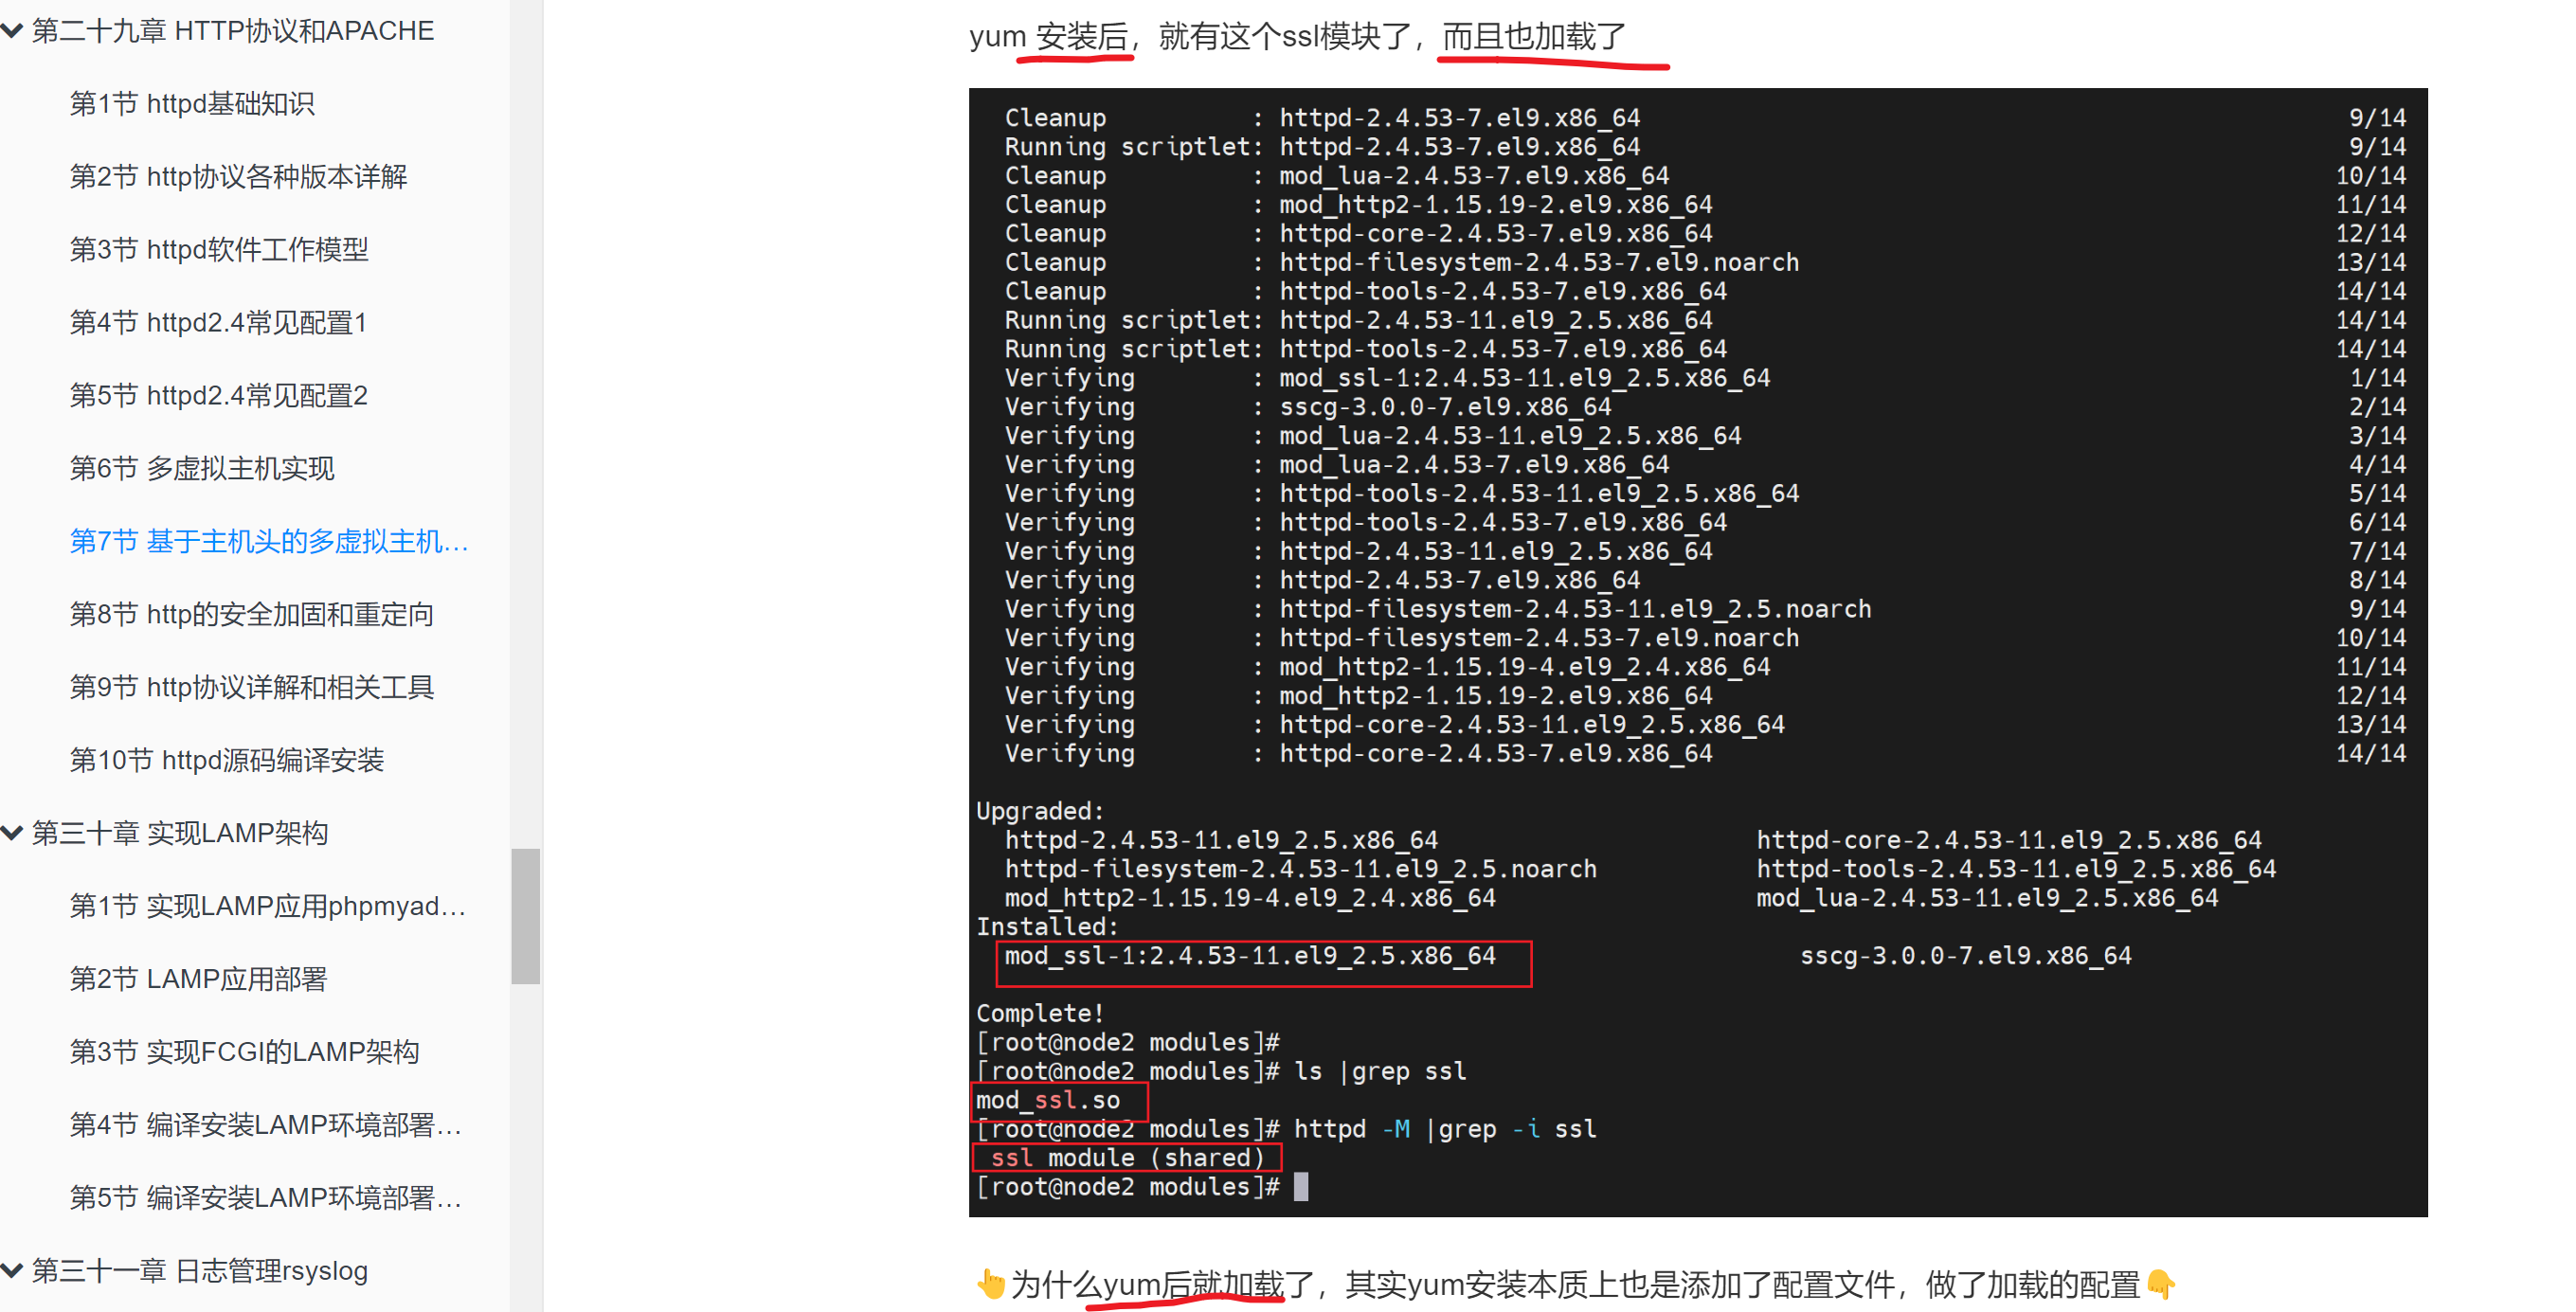 第二十九章 HTTP协议和APACHE
第1节 httpd基础知识
第2节 http协议各种版本详解
第3节 httpd软件工作模型
第4节 httpd2.4常见配置1
第5节 httpd2.4常见配置2
第6节 多虚拟主机实现
第7节 基于主机头的多虚拟主机…
第8节 http的安全加固和重定向
第9节 http协议详解和相关工具
第10节 httpd源码编译安装
第三十章 实现LAMP架构
第1节 实现LAMP应用phpmyad…
第2节 LAMP应用部署
第3节 实现FCGI的LAMP架构
第4节 编译安装LAMP环境部署…
第5节 编译安装LAMP环境部署…
第三十一章 日志管理rsyslog
yum 安装后，就有这个ssl模块了，而且也加载了
Cleanup : httpd-2.4.53-7.el9.x86_64 9/14
Running scriptlet: httpd-2.4.53-7.el9.x86_64 9/14
Cleanup : mod_lua-2.4.53-7.el9.x86_64 10/14
Cleanup : mod_http2-1.15.19-2.el9.x86_64 11/14
Cleanup : httpd-core-2.4.53-7.el9.x86_64 12/14
Cleanup : httpd-filesystem-2.4.53-7.el9.noarch 13/14
Cleanup : httpd-tools-2.4.53-7.el9.x86_64 14/14
Running scriptlet: httpd-2.4.53-11.el9_2.5.x86_64 14/14
Running scriptlet: httpd-tools-2.4.53-7.el9.x86_64 14/14
Verifying : mod_ssl-1:2.4.53-11.el9_2.5.x86_64 1/14
Verifying : sscg-3.0.0-7.el9.x86_64 2/14
Verifying : mod_lua-2.4.53-11.el9_2.5.x86_64 3/14
Verifying : mod_lua-2.4.53-7.el9.x86_64 4/14
Verifying : httpd-tools-2.4.53-11.el9_2.5.x86_64 5/14
Verifying : httpd-tools-2.4.53-7.el9.x86_64 6/14
Verifying : httpd-2.4.53-11.el9_2.5.x86_64 7/14
Verifying : httpd-2.4.53-7.el9.x86_64 8/14
Verifying : httpd-filesystem-2.4.53-11.el9_2.5.noarch 9/14
Verifying : httpd-filesystem-2.4.53-7.el9.noarch 10/14
Verifying : mod_http2-1.15.19-4.el9_2.4.x86_64 11/14
Verifying : mod_http2-1.15.19-2.el9.x86_64 12/14
Verifying : httpd-core-2.4.53-11.el9_2.5.x86_64 13/14
Verifying : httpd-core-2.4.53-7.el9.x86_64 14/14
Upgraded:
httpd-2.4.53-11.el9_2.5.x86_64 httpd-core-2.4.53-11.el9_2.5.x86_64
httpd-filesystem-2.4.53-11.el9_2.5.noarch httpd-tools-2.4.53-11.el9_2.5.x86_64
mod_http2-1.15.19-4.el9_2.4.x86_64 mod_lua-2.4.53-11.el9_2.5.x86_64
Installed:
mod_ssl-1:2.4.53-11.el9_2.5.x86_64 sscg-3.0.0-7.el9.x86_64
Complete!
[root@node2 modules]#
[root@node2 modules]# ls |grep ssl
mod_ssl.so
[root@node2 modules]# httpd -M |grep -i ssl
ssl module (shared)
[root@node2 modules]#
👆为什么yum后就加载了，其实yum安装本质上也是添加了配置文件，做了加载的配置👇